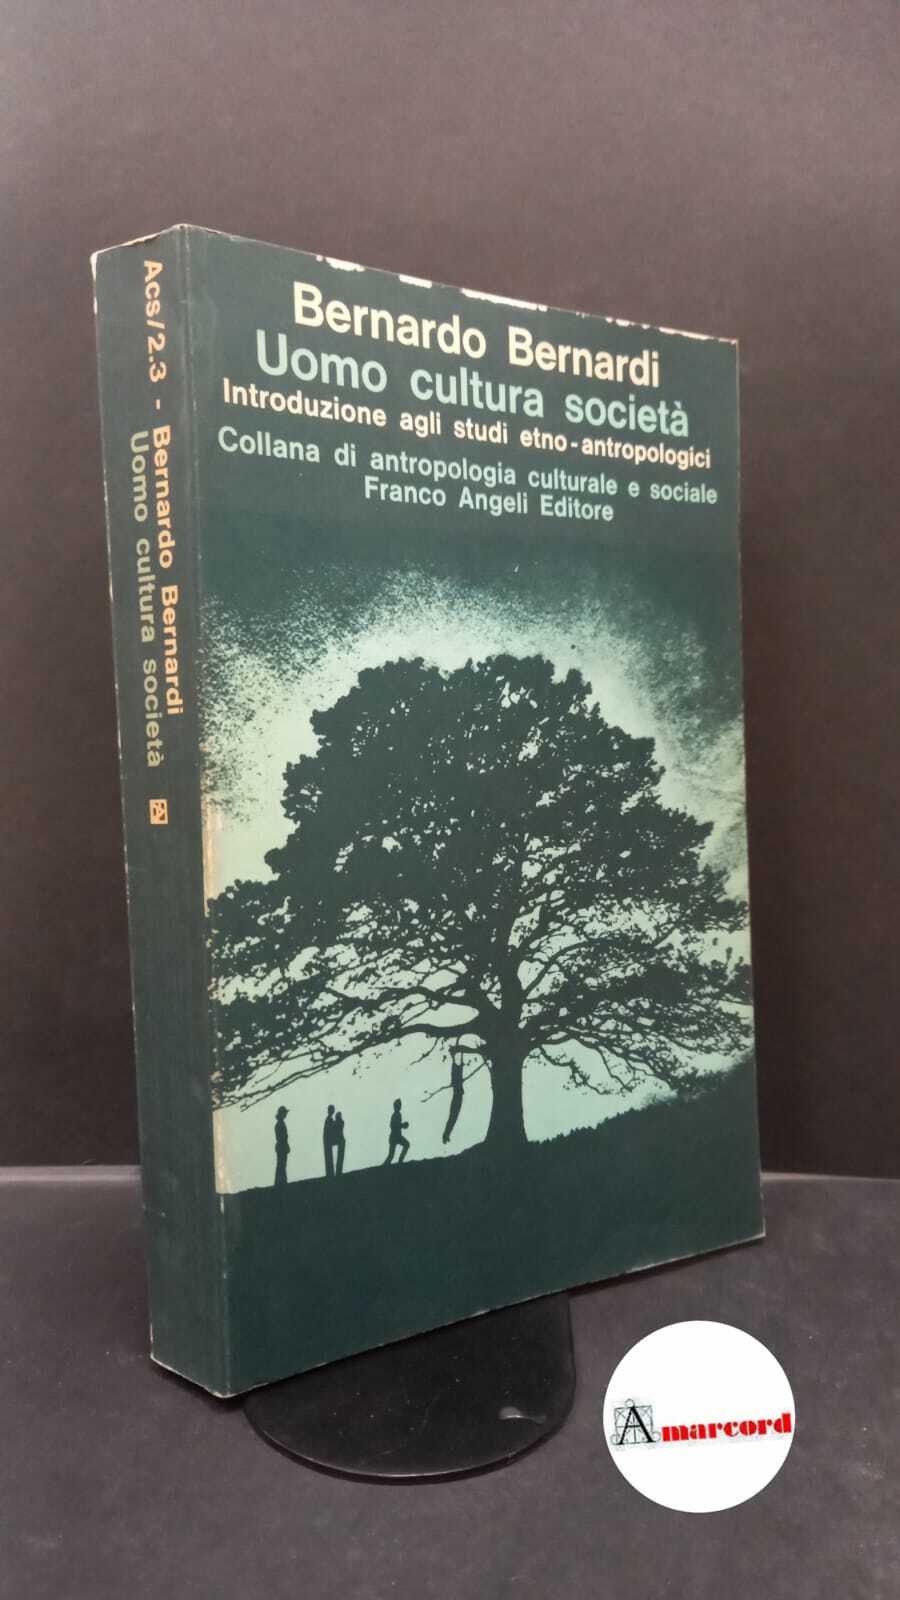 Acs/2.3 - Bernardo Bernardi
Uomo cultura società
Bernardo Bernardi
Uomo cultura società
Introduzione agli studi etno-antropologici
Collana di antropologia culturale e sociale
Franco Angeli Editore
Amarcord